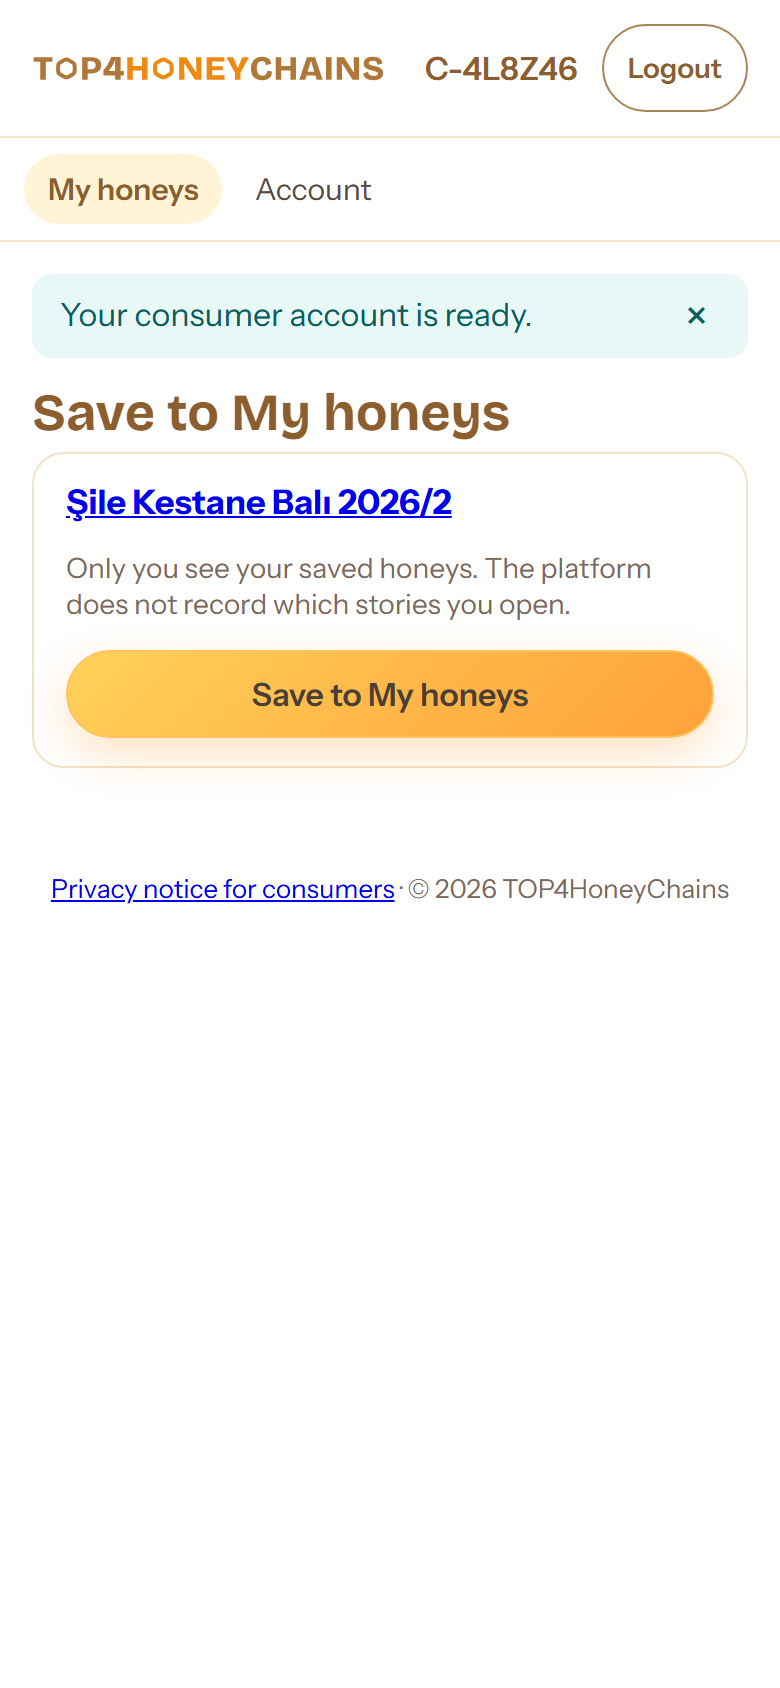 TOP4HONEYCHAINS C-4L8Z46 Logout
My honeys Account
Your consumer account is ready. ×
Save to My honeys
Şile Kestane Balı 2026/2
Only you see your saved honeys. The platform
does not record which stories you open.
Save to My honeys
Privacy notice for consumers · © 2026 TOP4HoneyChains